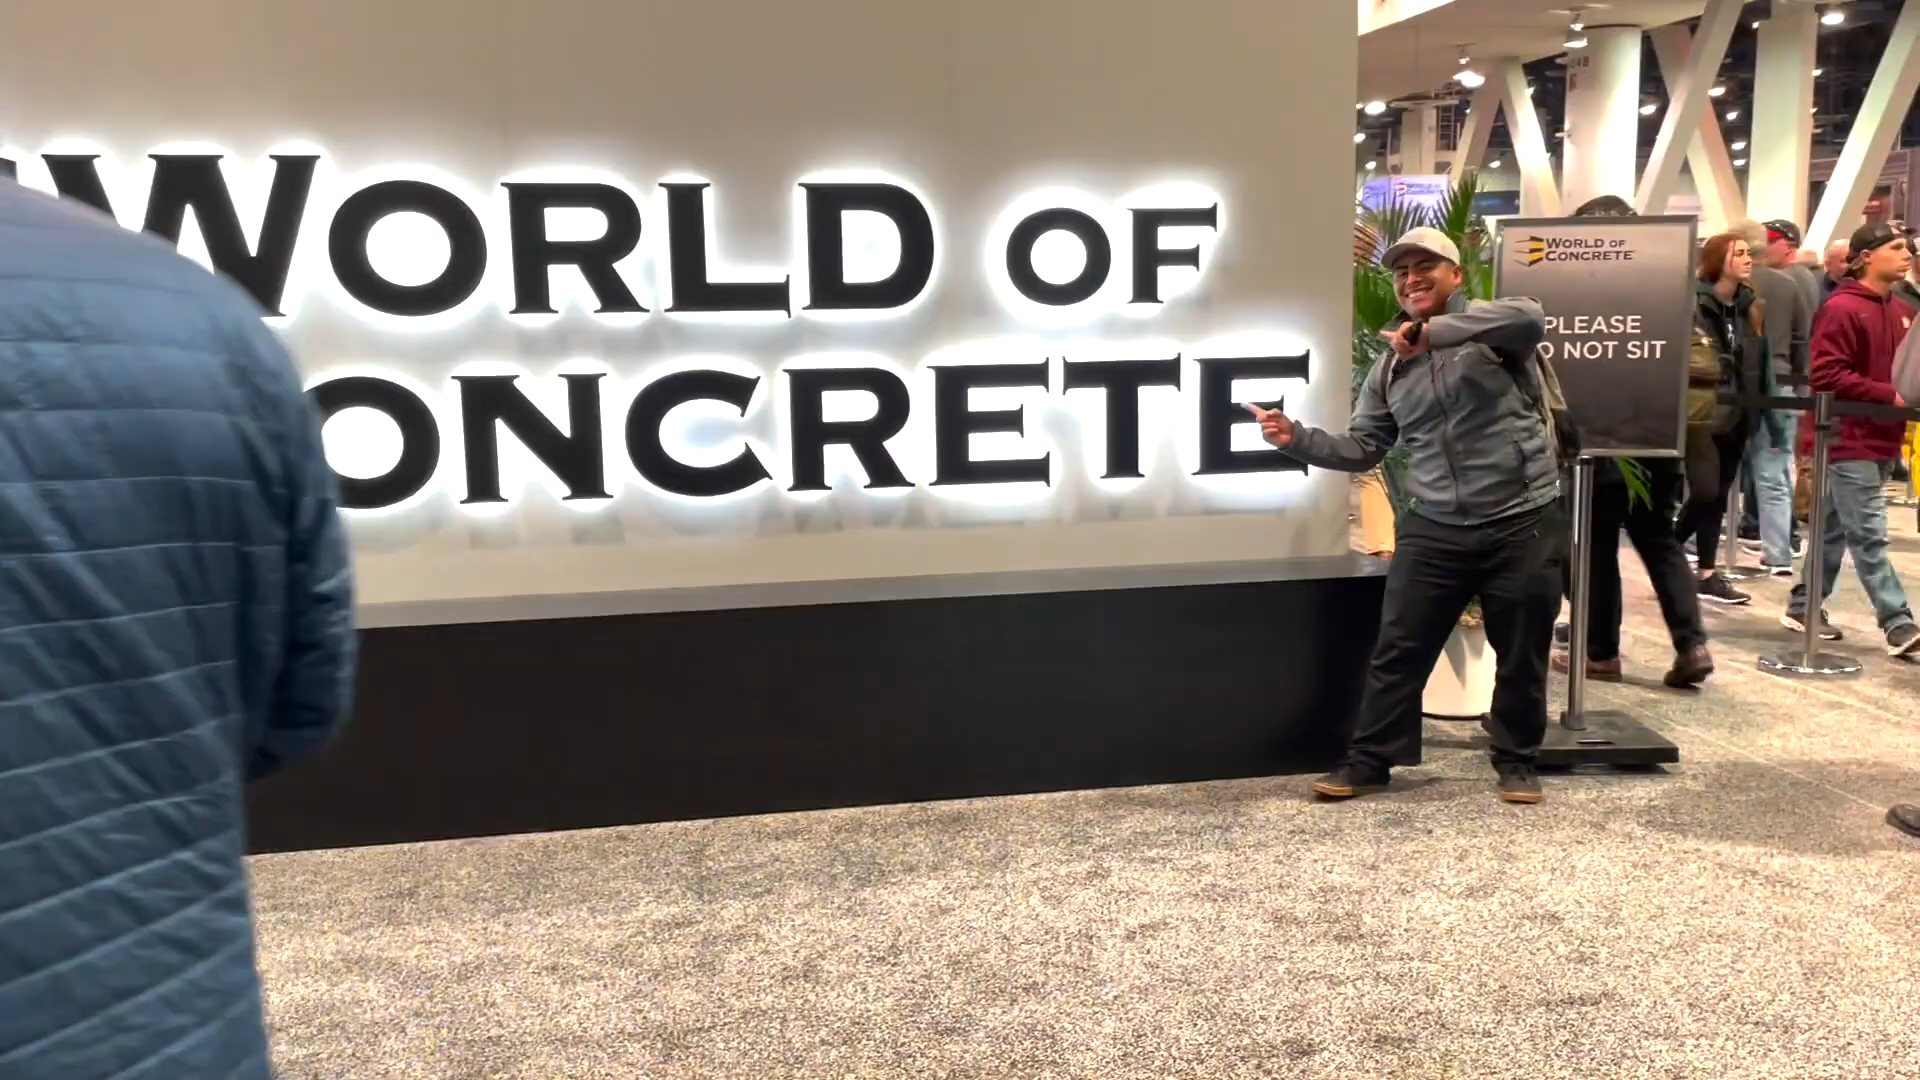 WORLD OF
ONCRETE
WORLD OF
CONCRETE
PLEASE
O NOT SIT